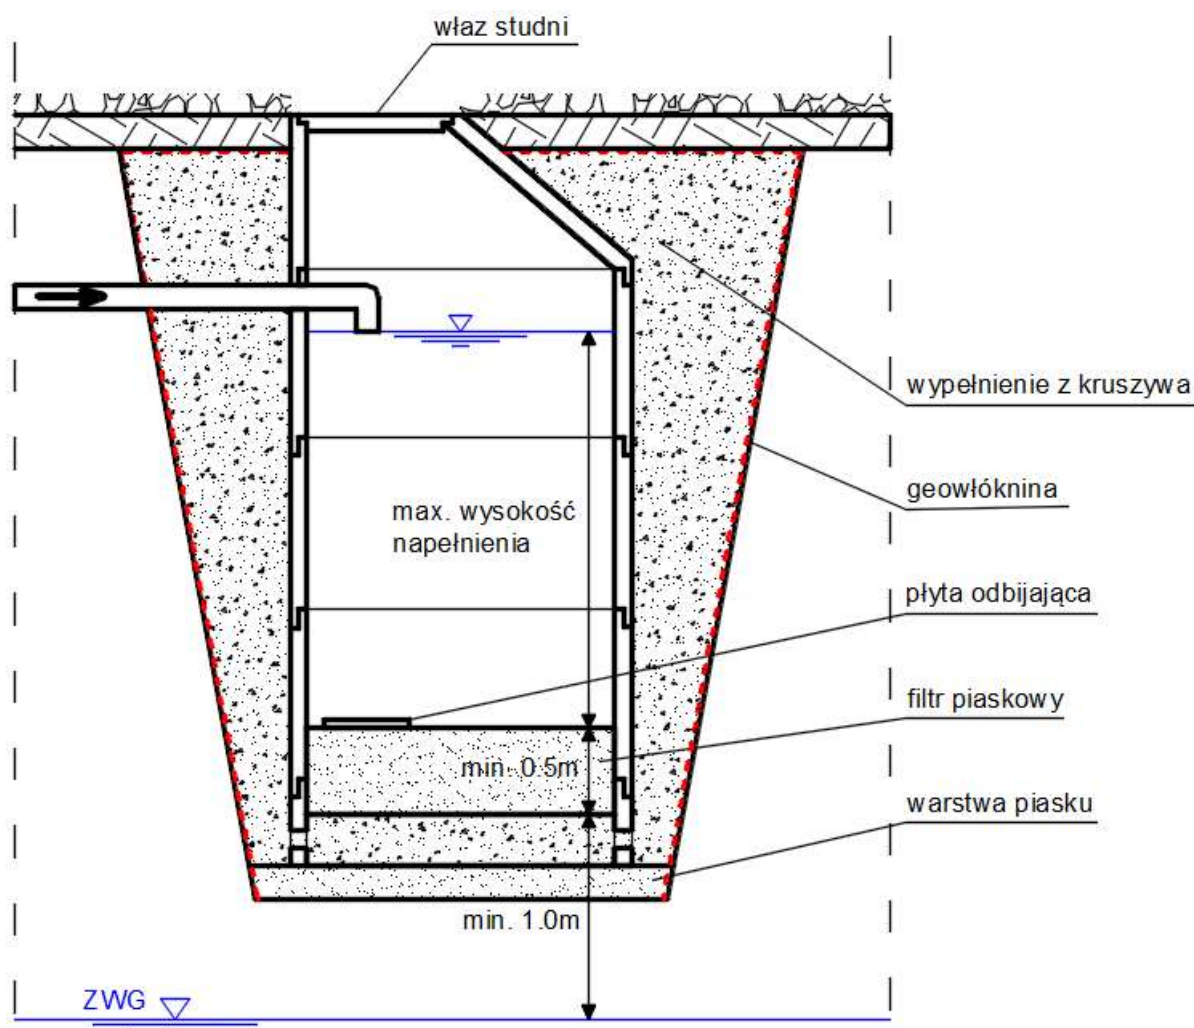 właz studni
wypełnienie z kruszywa
geowłóknina
max. wysokość
napełnienia
płyta odbijająca
filtr piaskowy
min. 0.5m
warstwa piasku
min. 1.0m
ZWG